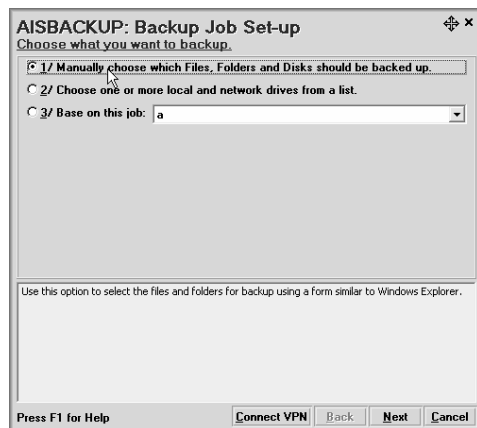 AISBACKUP: Backup Job Set-up
Choose what you want to backup.
1/ Manually choose which Files, Folders and Disks should be backed up.
2/ Choose one or more local and network drives from a list.
3/ Base on this job: a
Use this option to select the files and folders for backup using a form similar to Windows Explorer.
Press F1 for Help Connect VPN Back Next Cancel